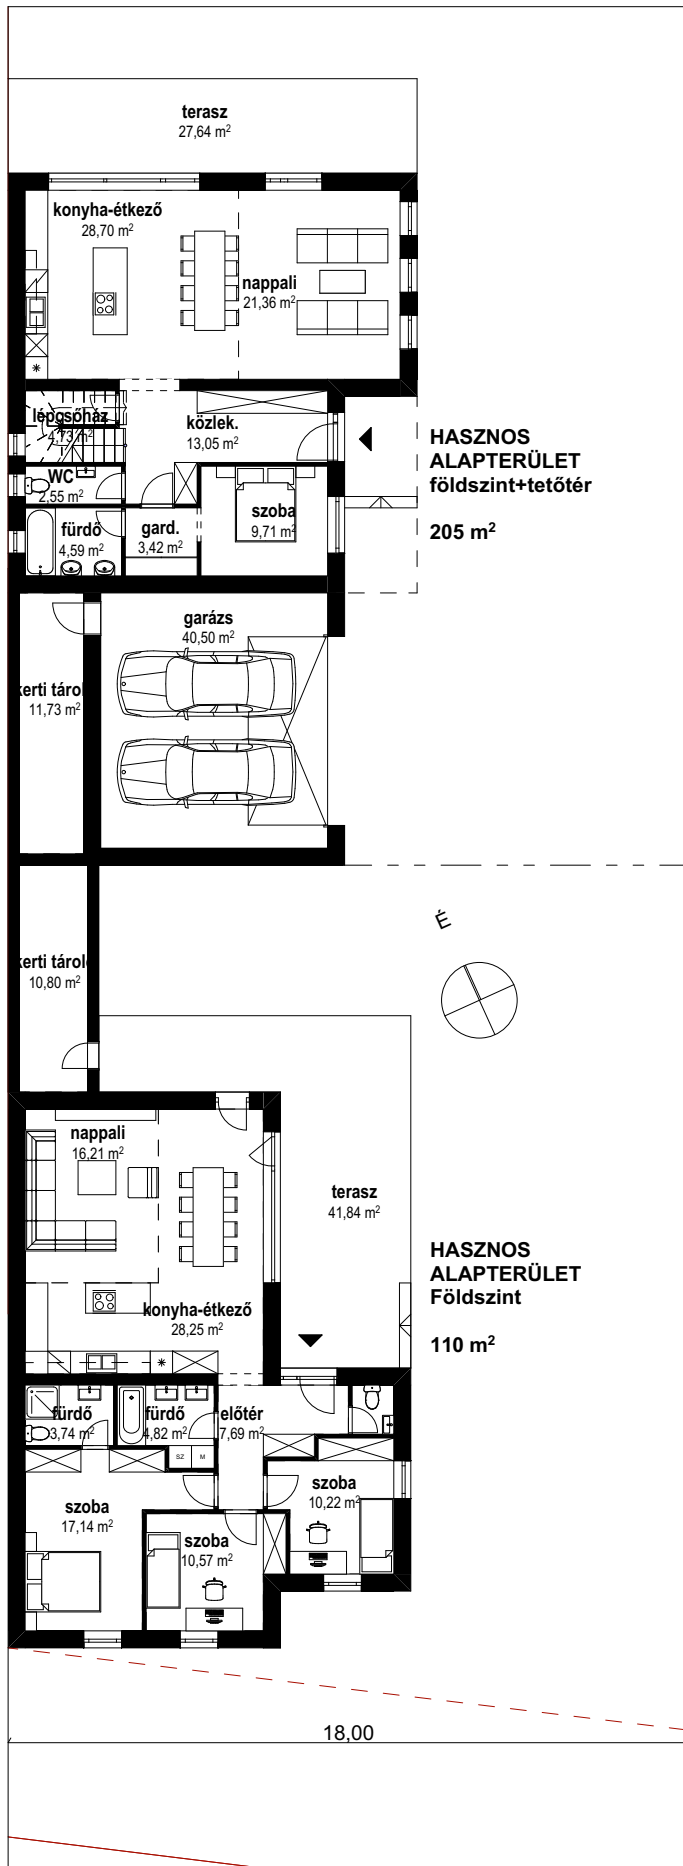 terasz
27,64 m²
konyha-étkező
28,70 m²
nappali
21,36 m²
lépcsőház
4,73 m²
közlek.
13,05 m²
HASZNOS
ALAPTERÜLET
földszint+tetőtér
205 m²
WC
2,55 m²
szoba
9,71 m²
fürdő
4,59 m²
gard.
3,42 m²
garázs
40,50 m²
kerti tároló
11,73 m²
É
kerti tároló
10,80 m²
nappali
16,21 m²
terasz
41,84 m²
HASZNOS
ALAPTERÜLET
Földszint
110 m²
konyha-étkező
28,25 m²
fürdő
3,74 m²
fürdő
4,82 m²
előtér
7,69 m²
SZ
M
szoba
17,14 m²
szoba
10,22 m²
szoba
10,57 m²
18,00